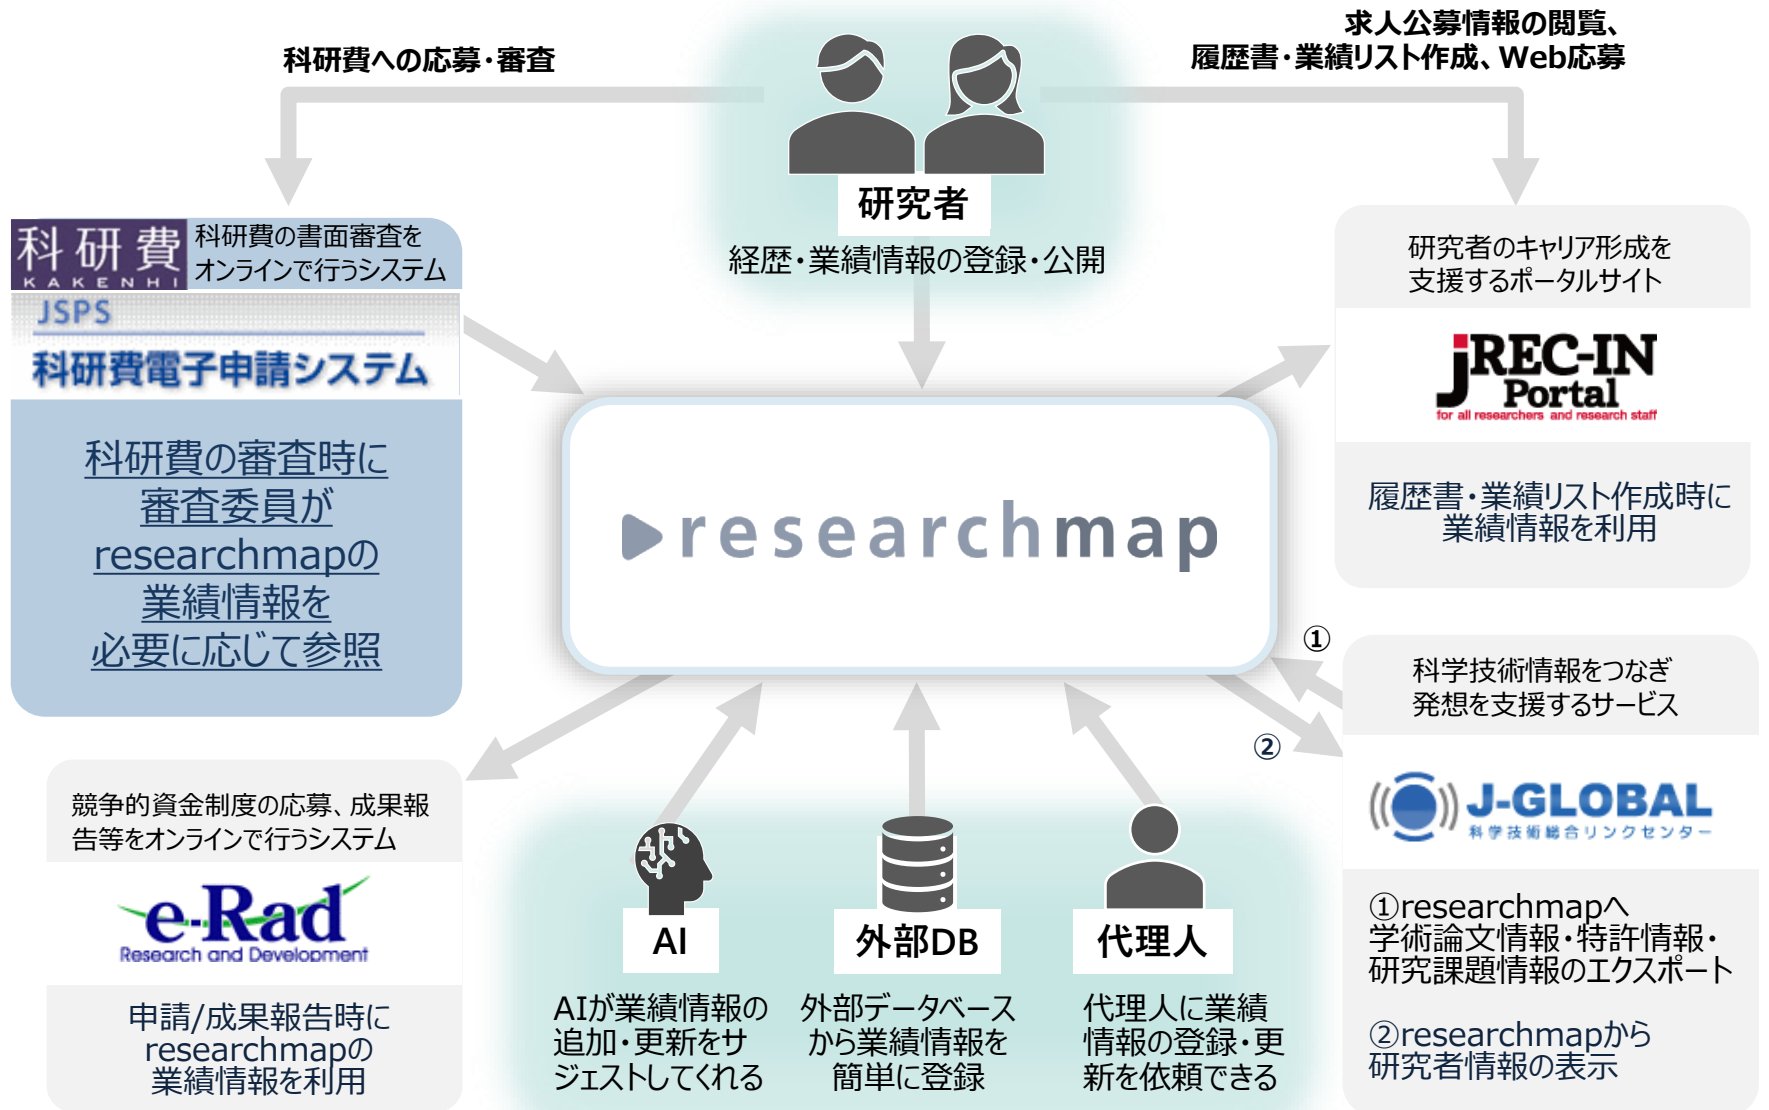 科研費への応募・審査
求人公募情報の閲覧、
履歴書・業績リスト作成、Web応募
研究者
経歴・業績情報の登録・公開
科研費
KAKENHI
科研費の書面審査を
オンラインで行うシステム
JSPS
科研費電子申請システム
科研費の審査時に
審査委員が
researchmapの
業績情報を
必要に応じて参照
研究者のキャリア形成を
支援するポータルサイト
jREC-IN
Portal
for all researchers and research staff
履歴書・業績リスト作成時に
業績情報を利用
researchmap
①
②
科学技術情報をつなぎ
発想を支援するサービス
J-GLOBAL
科学技術総合リンクセンター
①researchmapへ
学術論文情報・特許情報・
研究課題情報のエクスポート
②researchmapから
研究者情報の表示
競争的資金制度の応募、成果報
告等をオンラインで行うシステム
e-Rad
Research and Development
申請/成果報告時に
researchmapの
業績情報を利用
AI
AIが業績情報の
追加・更新をサ
ジェストしてくれる
外部DB
外部データベース
から業績情報を
簡単に登録
代理人
代理人に業績
情報の登録・更
新を依頼できる